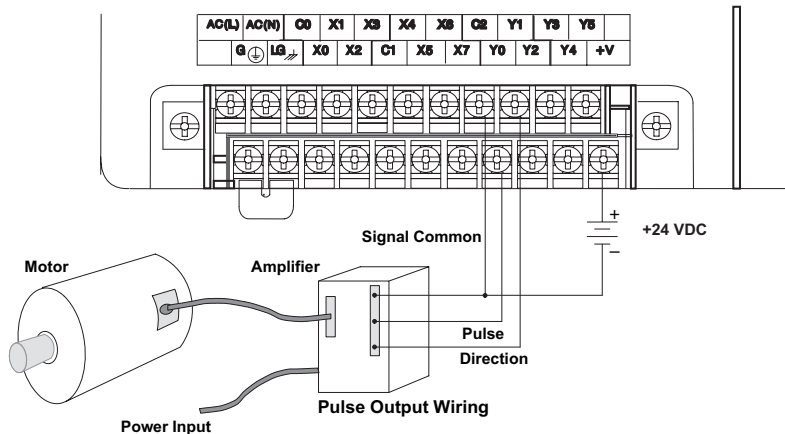 AC(L) AC(N) C0 X1 X3 X4 X6 C2 Y1 Y3 Y5
G LG X0 X2 C1 X5 X7 Y0 Y2 Y4 +V
+
+24 VDC
–
Signal Common
Motor
Amplifier
Pulse
Direction
Pulse Output Wiring
Power Input